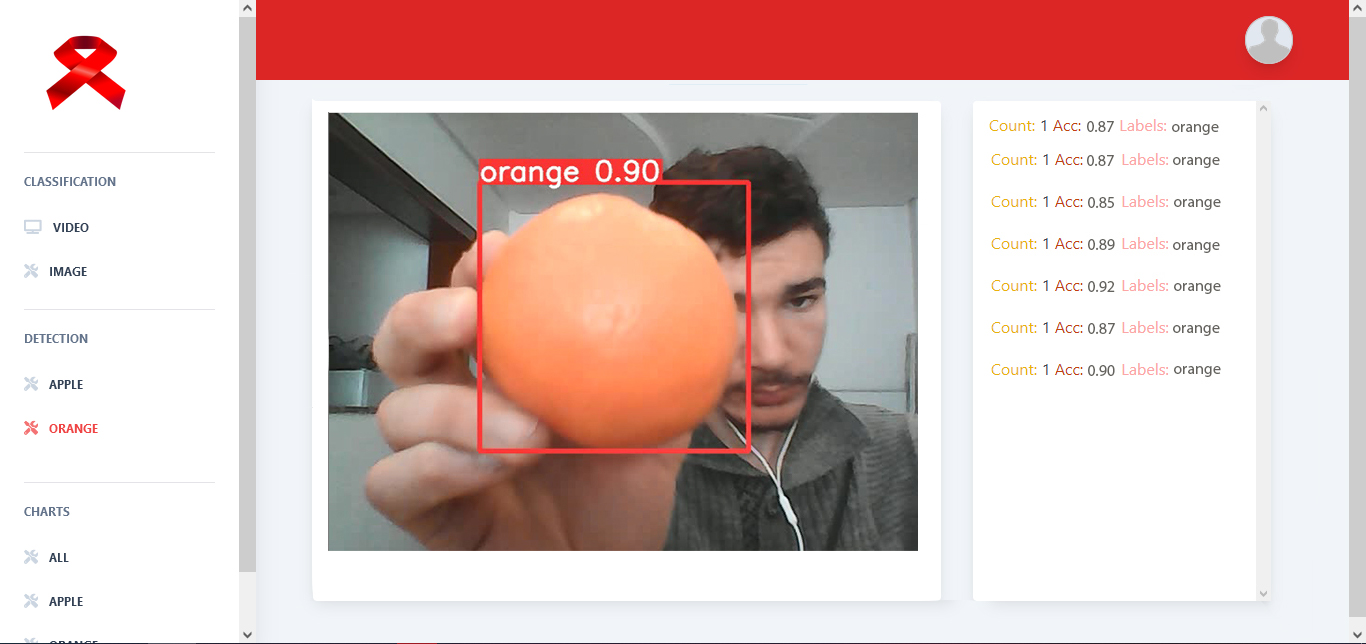 CLASSIFICATION
VIDEO
IMAGE
DETECTION
APPLE
ORANGE
CHARTS
ALL
APPLE
ORANGE
orange 0.90
Count: 1 Acc: 0.87 Labels: orange
Count: 1 Acc: 0.87 Labels: orange
Count: 1 Acc: 0.85 Labels: orange
Count: 1 Acc: 0.89 Labels: orange
Count: 1 Acc: 0.92 Labels: orange
Count: 1 Acc: 0.87 Labels: orange
Count: 1 Acc: 0.90 Labels: orange